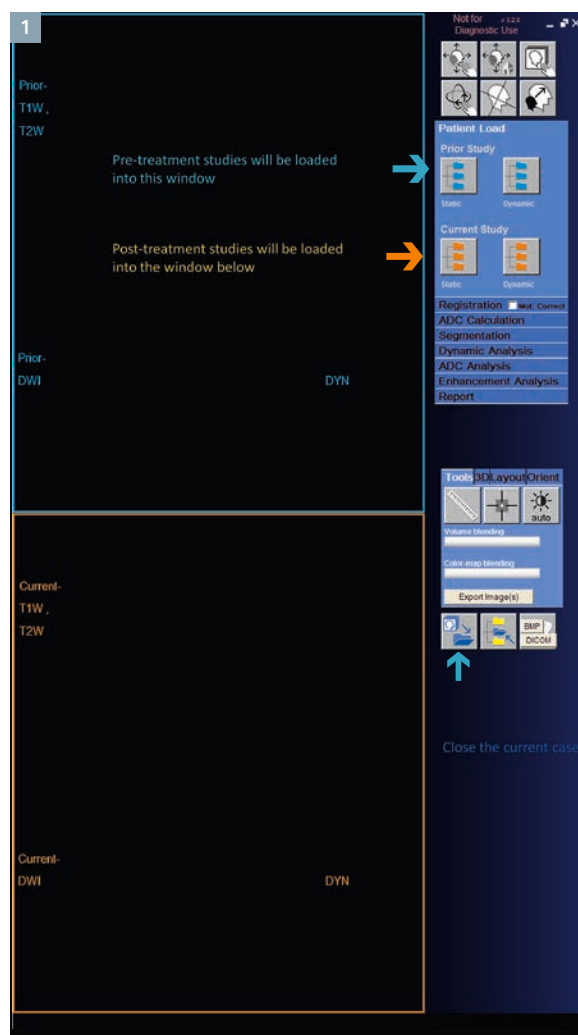 1
Not for v 3.2.0
Diagnostic Use
Prior-
T1W ,
T2W
Pre-treatment studies will be loaded
into this window
Post-treatment studies will be loaded
into the window below
Prior-
DWI DYN
Patient Load
Prior Study
Static Dynamic
Current Study
Static Dynamic
Registration Mot. Correct
ADC Calculation
Segmentation
Dynamic Analysis
ADC Analysis
Enhancement Analysis
Report
Tools 3D Layout Orient
auto
Volume blending
Color-map blending
Export Image(s)
BMP
DICOM
Close the current case
Current-
T1W ,
T2W
Current-
DWI DYN